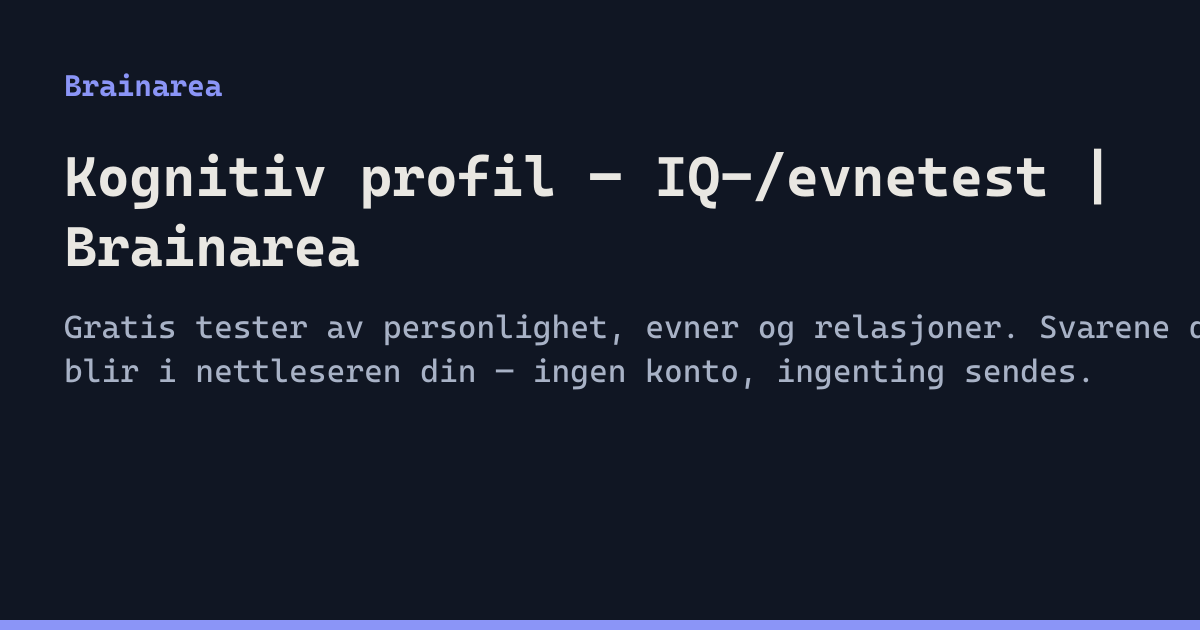 Brainarea
Kognitiv profil – IQ-/evnetest |
Brainarea
Gratis tester av personlighet, evner og relasjoner. Svarene
blir i nettleseren din – ingen konto, ingenting sendes.